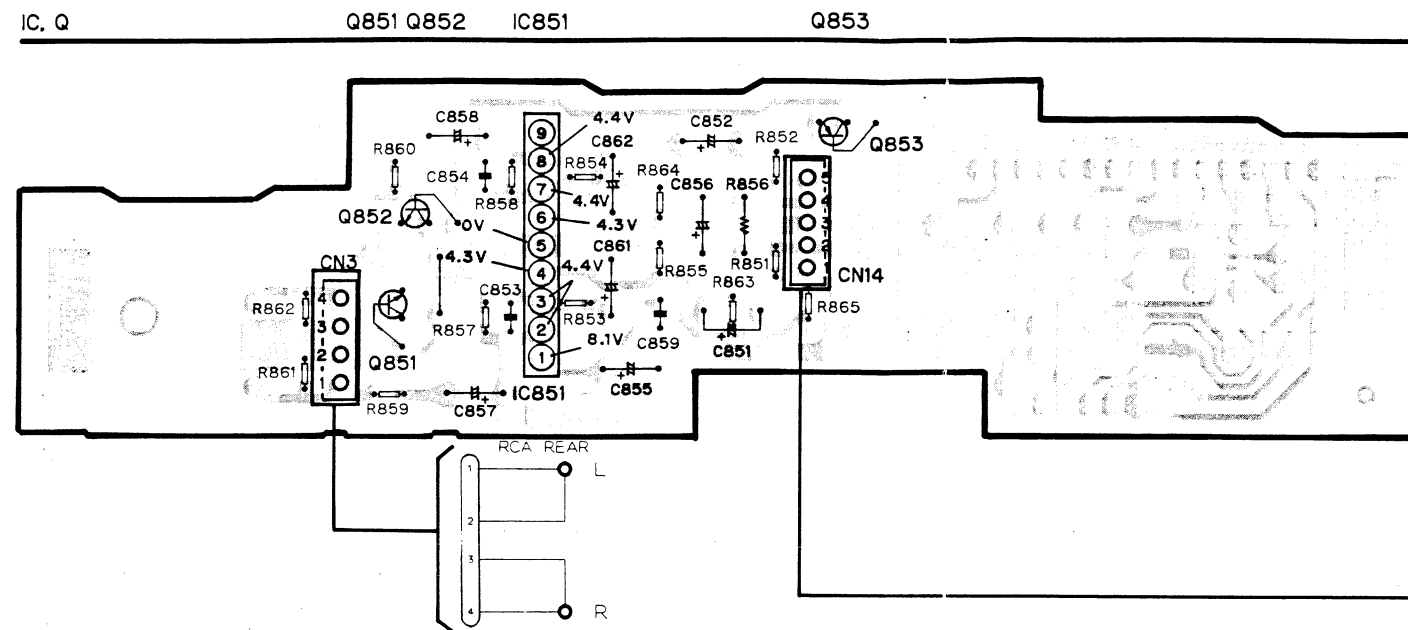 IC, Q Q851 Q852 IC851 Q853
C858
4.4V
C862
C852
R852
Q853
R860
C854
R858
R854
R864
C856
R856
Q852
0V
4.4V
4.3V
C861
4.3V
4.4V
R855
R851
CN14
CN3
R862
R857
C853
R853
R863
R865
C859
Q851
8.1V
C851
R861
R859
C857
IC851
C855
9
8
7
6
5
4
3
2
1
5
4
3
2
1
4
3
2
1
RCA REAR
1 L
2
3
4 R